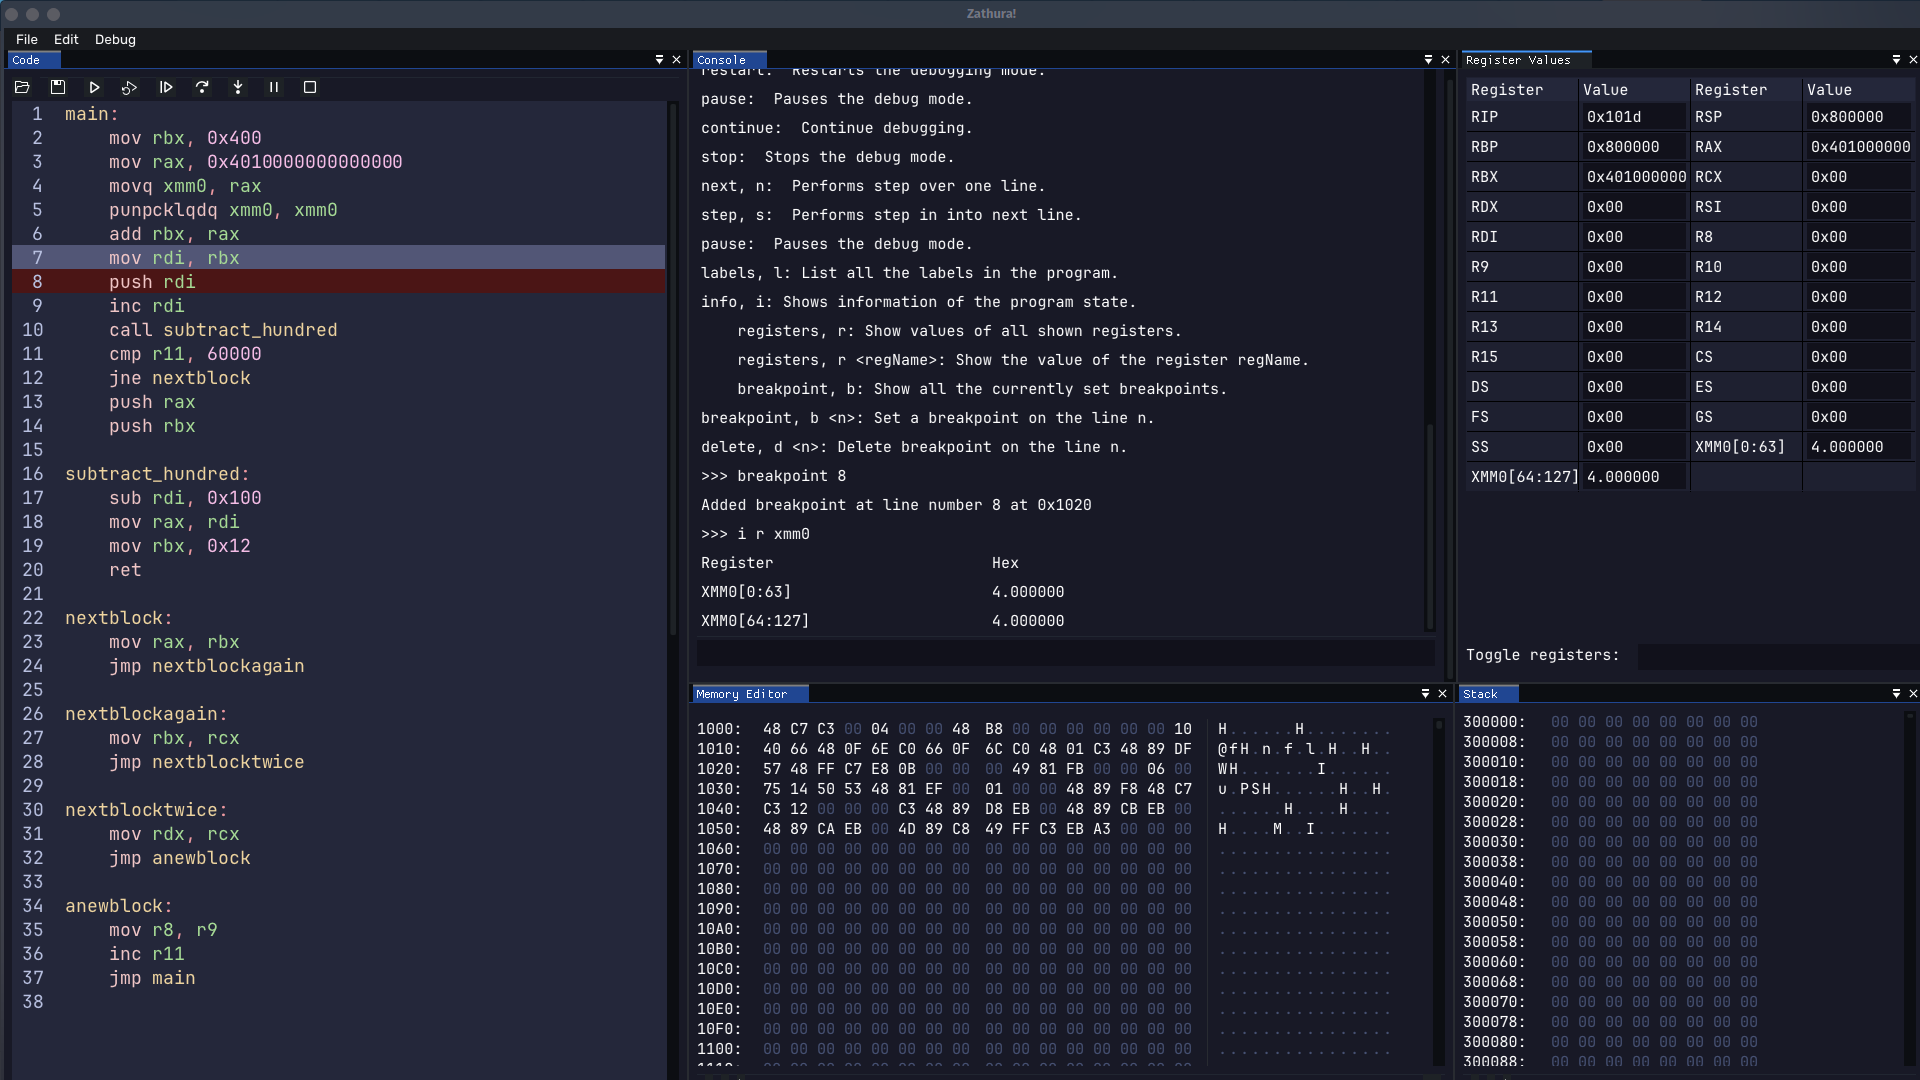 Zathura!
File Edit Debug
Code
1 main:
2 mov rbx, 0x400
3 mov rax, 0x4010000000000000
4 movq xmm0, rax
5 punpcklqdq xmm0, xmm0
6 add rbx, rax
7 mov rdi, rbx
8 push rdi
9 inc rdi
10 call subtract_hundred
11 cmp r11, 60000
12 jne nextblock
13 push rax
14 push rbx
15
16 subtract_hundred:
17 sub rdi, 0x100
18 mov rax, rdi
19 mov rbx, 0x12
20 ret
21
22 nextblock:
23 mov rax, rbx
24 jmp nextblockagain
25
26 nextblockagain:
27 mov rbx, rcx
28 jmp nextblocktwice
29
30 nextblocktwice:
31 mov rdx, rcx
32 jmp anewblock
33
34 anewblock:
35 mov r8, r9
36 inc r11
37 jmp main
38
Console
restart: Restarts the debugging mode.
pause: Pauses the debug mode.
continue: Continue debugging.
stop: Stops the debug mode.
next, n: Performs step over one line.
step, s: Performs step in into next line.
pause: Pauses the debug mode.
labels, l: List all the labels in the program.
info, i: Shows information of the program state.
registers, r: Show values of all shown registers.
registers, r <regName>: Show the value of the register regName.
breakpoint, b: Show all the currently set breakpoints.
breakpoint, b <n>: Set a breakpoint on the line n.
delete, d <n>: Delete breakpoint on the line n.
>>> breakpoint 8
Added breakpoint at line number 8 at 0x1020
>>> i r xmm0
Register Hex
XMM0[0:63] 4.000000
XMM0[64:127] 4.000000
Register Values
Register Value Register Value
RIP 0x101d RSP 0x800000
RBP 0x800000 RAX 0x401000000
RBX 0x401000000 RCX 0x00
RDX 0x00 RSI 0x00
RDI 0x00 R8 0x00
R9 0x00 R10 0x00
R11 0x00 R12 0x00
R13 0x00 R14 0x00
R15 0x00 CS 0x00
DS 0x00 ES 0x00
FS 0x00 GS 0x00
SS 0x00 XMM0[0:63] 4.000000
XMM0[64:127] 4.000000
Toggle registers:
Memory Editor
1000: 48 C7 C3 00 04 00 00 48 B8 00 00 00 00 00 00 10 H......H........
1010: 40 66 48 0F 6E C0 66 0F 6C C0 48 01 C3 48 89 DF @fH.n.f.l.H..H..
1020: 57 48 FF C7 E8 0B 00 00 00 49 81 FB 00 00 06 00 WH.......I......
1030: 75 14 50 53 48 81 EF 00 01 00 00 48 89 F8 48 C7 u.PSH......H..H.
1040: C3 12 00 00 00 C3 48 89 D8 EB 00 48 89 CB EB 00 ......H....H....
1050: 48 89 CA EB 00 4D 89 C8 49 FF C3 EB A3 00 00 00 H....M..I.......
1060: 00 00 00 00 00 00 00 00 00 00 00 00 00 00 00 00 ................
1070: 00 00 00 00 00 00 00 00 00 00 00 00 00 00 00 00 ................
1080: 00 00 00 00 00 00 00 00 00 00 00 00 00 00 00 00 ................
1090: 00 00 00 00 00 00 00 00 00 00 00 00 00 00 00 00 ................
10A0: 00 00 00 00 00 00 00 00 00 00 00 00 00 00 00 00 ................
10B0: 00 00 00 00 00 00 00 00 00 00 00 00 00 00 00 00 ................
10C0: 00 00 00 00 00 00 00 00 00 00 00 00 00 00 00 00 ................
10D0: 00 00 00 00 00 00 00 00 00 00 00 00 00 00 00 00 ................
10E0: 00 00 00 00 00 00 00 00 00 00 00 00 00 00 00 00 ................
10F0: 00 00 00 00 00 00 00 00 00 00 00 00 00 00 00 00 ................
1100: 00 00 00 00 00 00 00 00 00 00 00 00 00 00 00 00 ................
Stack
300000: 00 00 00 00 00 00 00 00
300008: 00 00 00 00 00 00 00 00
300010: 00 00 00 00 00 00 00 00
300018: 00 00 00 00 00 00 00 00
300020: 00 00 00 00 00 00 00 00
300028: 00 00 00 00 00 00 00 00
300030: 00 00 00 00 00 00 00 00
300038: 00 00 00 00 00 00 00 00
300040: 00 00 00 00 00 00 00 00
300048: 00 00 00 00 00 00 00 00
300050: 00 00 00 00 00 00 00 00
300058: 00 00 00 00 00 00 00 00
300060: 00 00 00 00 00 00 00 00
300068: 00 00 00 00 00 00 00 00
300070: 00 00 00 00 00 00 00 00
300078: 00 00 00 00 00 00 00 00
300080: 00 00 00 00 00 00 00 00
300088: 00 00 00 00 00 00 00 00